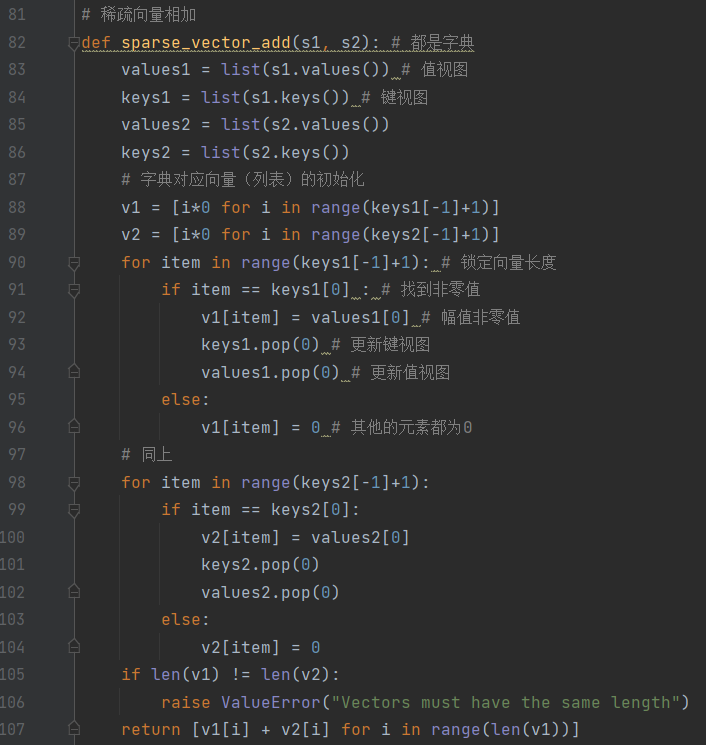 81 # 稀疏向量相加
82 def sparse_vector_add(s1, s2): # 都是字典
83     values1 = list(s1.values()) # 值视图
84     keys1 = list(s1.keys()) # 键视图
85     values2 = list(s2.values())
86     keys2 = list(s2.keys())
87     # 字典对应向量（列表）的初始化
88     v1 = [i*0 for i in range(keys1[-1]+1)]
89     v2 = [i*0 for i in range(keys2[-1]+1)]
90     for item in range(keys1[-1]+1): # 锁定向量长度
91         if item == keys1[0] : # 找到非零值
92             v1[item] = values1[0] # 幅值非零值
93             keys1.pop(0) # 更新键视图
94             values1.pop(0) # 更新值视图
95         else:
96             v1[item] = 0 # 其他的元素都为0
97     # 同上
98     for item in range(keys2[-1]+1):
99         if item == keys2[0]:
100             v2[item] = values2[0]
101             keys2.pop(0)
102             values2.pop(0)
103         else:
104             v2[item] = 0
105     if len(v1) != len(v2):
106         raise ValueError("Vectors must have the same length")
107     return [v1[i] + v2[i] for i in range(len(v1))]